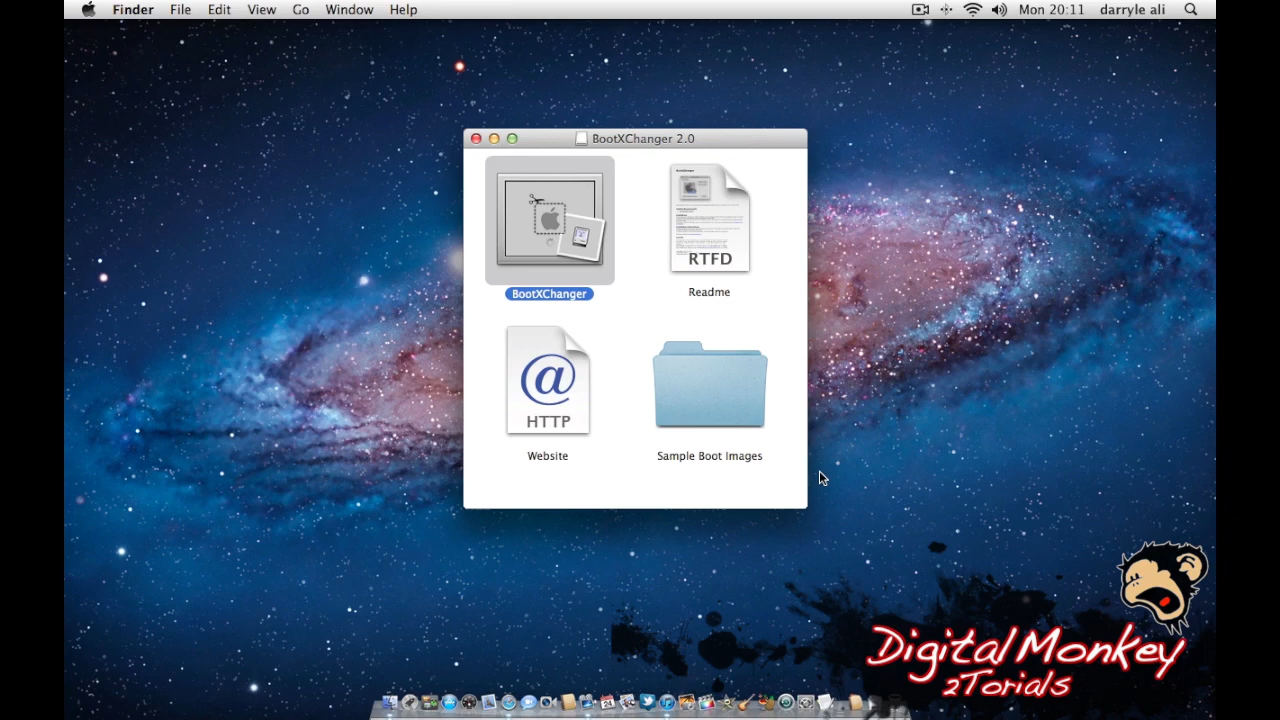 Finder File Edit View Go Window Help Mon 20:11 darryle ali
BootXChanger 2.0
RTFD
BootXChanger
Readme
@
HTTP
Website
Sample Boot Images
Digital Monkey
2Torials